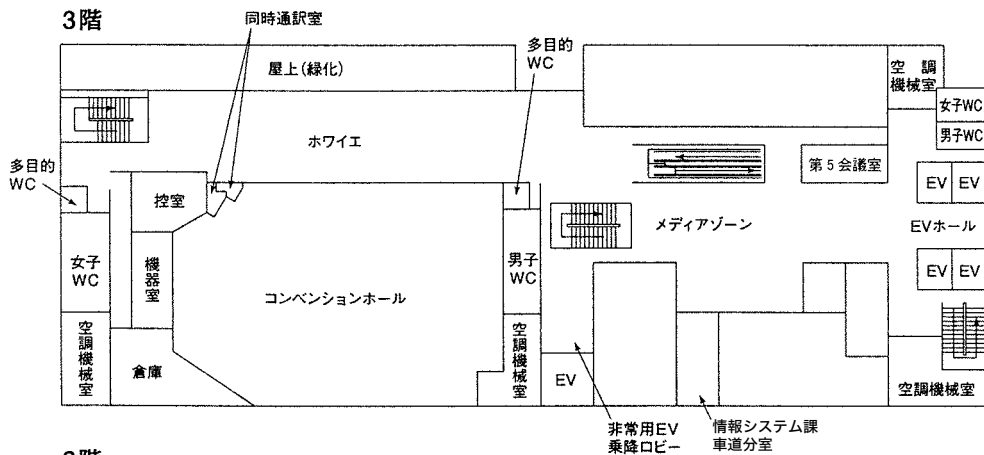 3階
同時通訳室
多目的
WC
屋上(緑化)
空調
機械室
女子WC
男子WC
ホワイエ
第5会議室
多目的
WC
控室
EV
EV
メディアゾーン
EVホール
女子
WC
機器室
コンベンションホール
男子
WC
EV
EV
空調機械室
倉庫
空調機械室
EV
空調機械室
非常用EV
乗降ロビー
情報システム課
車道分室